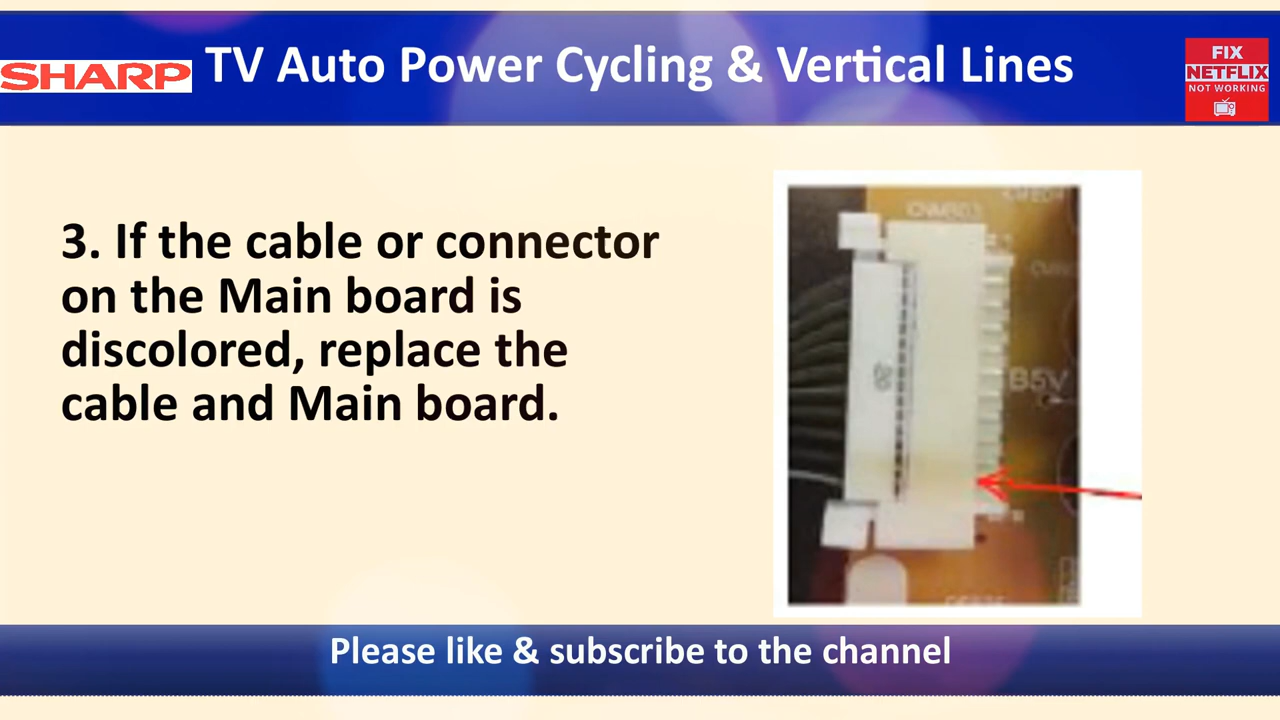 SHARP
TV Auto Power Cycling & Vertical Lines
FIX
NETFLIX
NOT WORKING
3. If the cable or connector
on the Main board is
discolored, replace the
cable and Main board.
B5V
Please like & subscribe to the channel